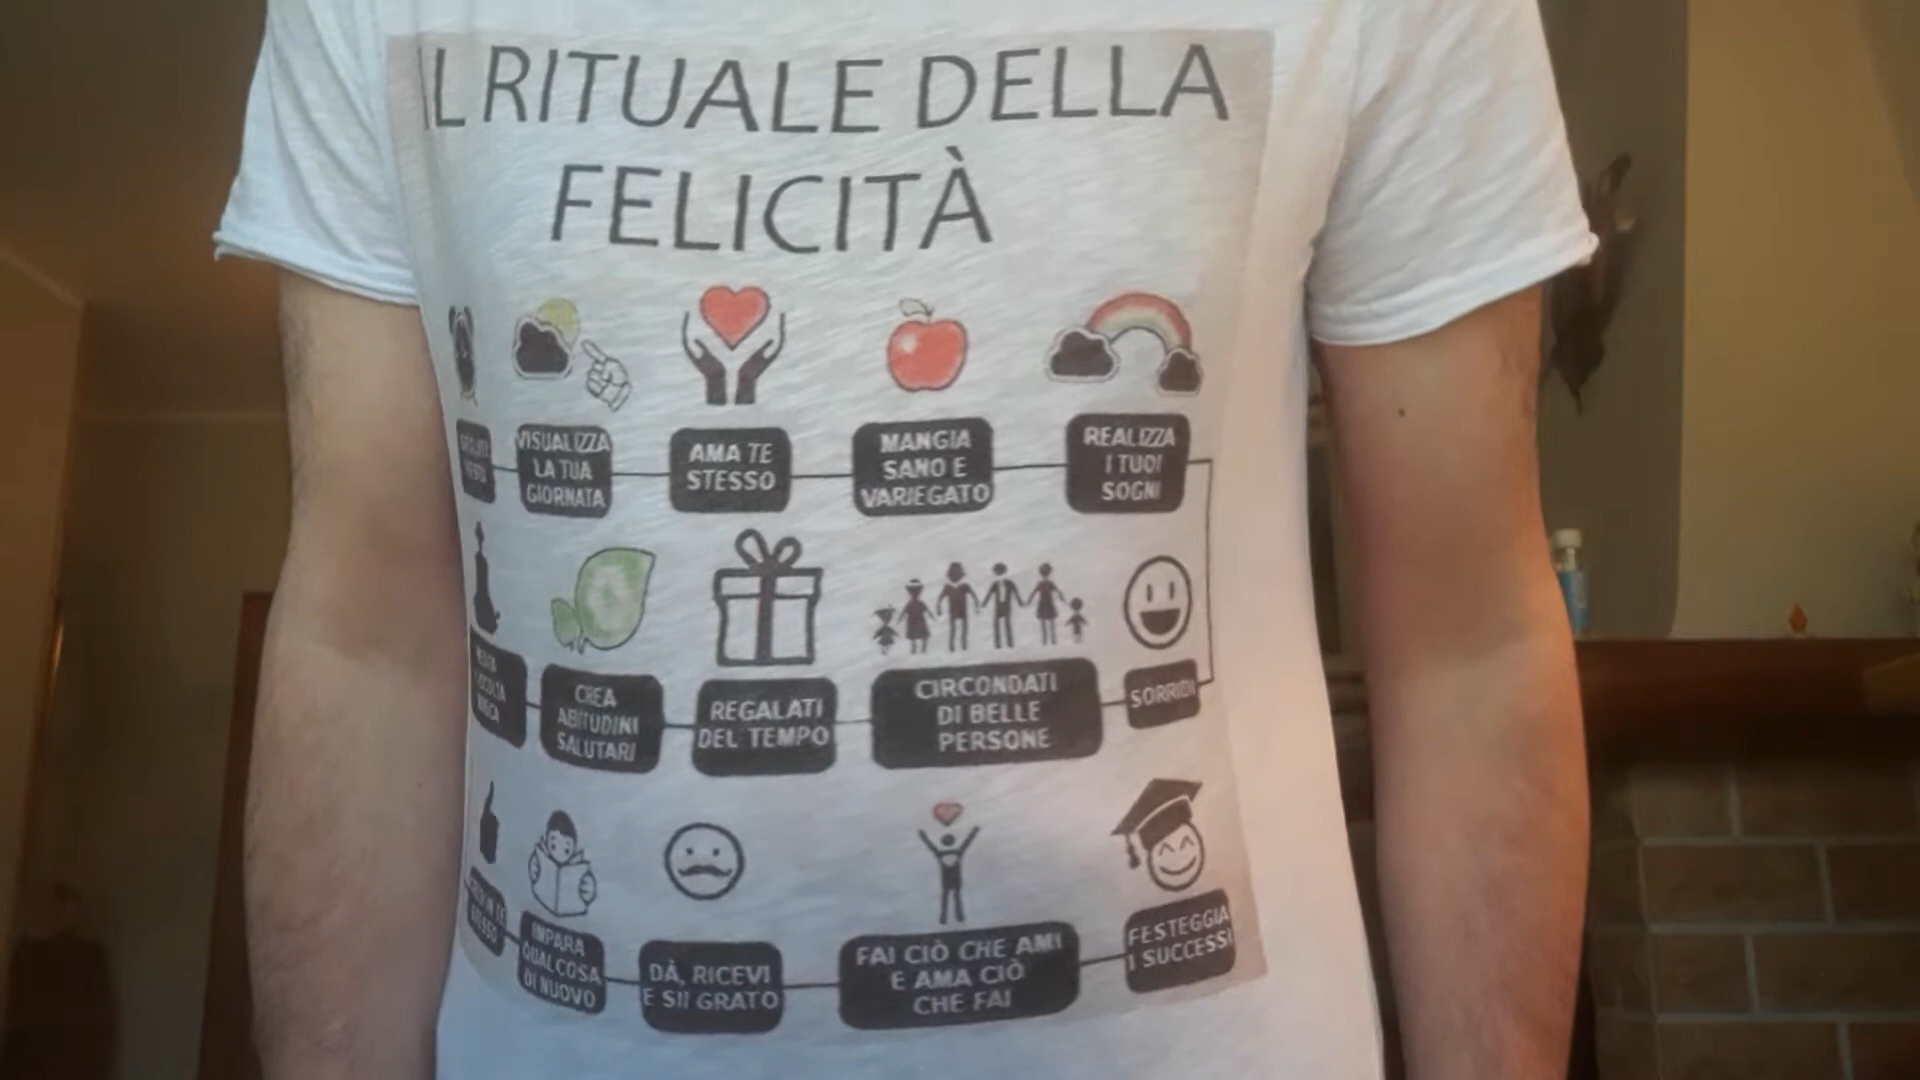 IL RITUALE DELLA
FELICITÀ
VISUALIZZA
LA TUA
GIORNATA
AMA TE
STESSO
MANGIA
SANO E
VARIEGATO
REALIZZA
I TUOI
SOGNI
CREA
ABITUDINI
SALUTARI
REGALATI
DEL TEMPO
CIRCONDATI
DI BELLE
PERSONE
SORRIDI
IMPARA
QUALCOSA
DI NUOVO
DÀ, RICEVI
E SII GRATO
FAI CIÒ CHE AMI
E AMA CIÒ
CHE FAI
FESTEGGIA
I SUCCESSI